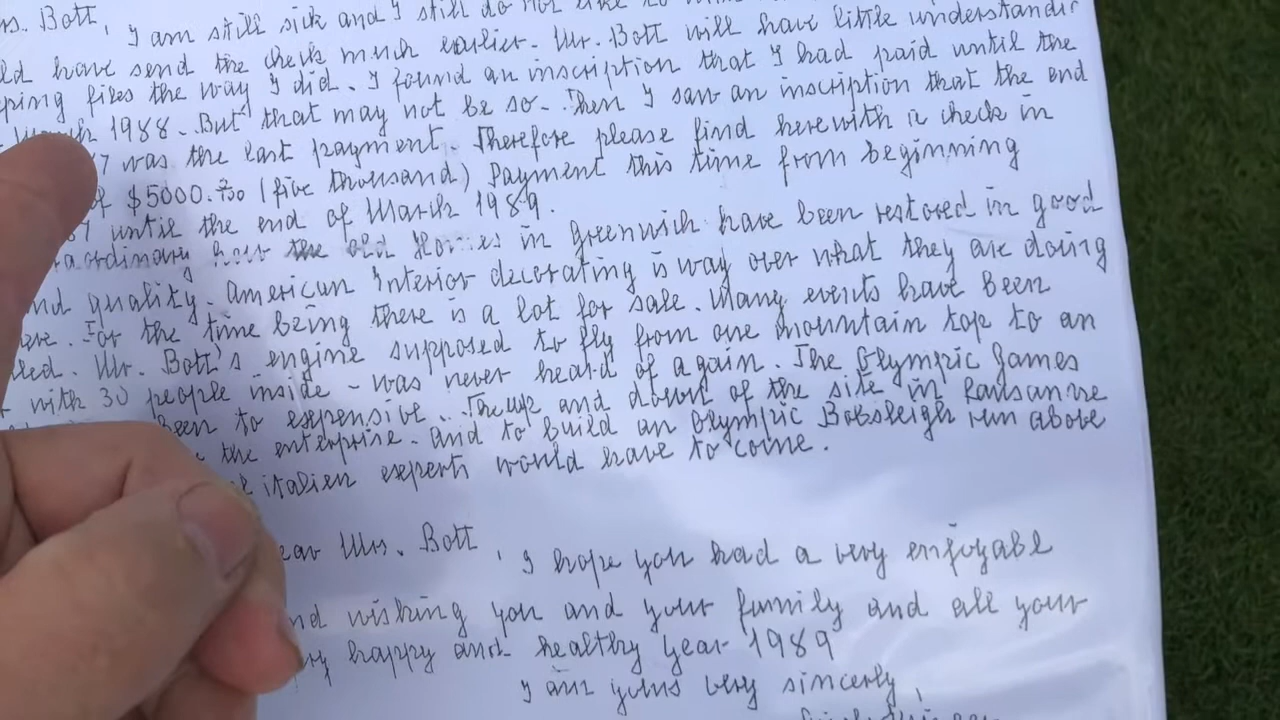 Mrs. Bott, I am still sick and I still do not like to
have send the check much earlier. Mr. Bott will have little
fires the way I did. I found an inscription that I had paid until the
1988. But that may not be so. Then I saw an inscription that the end
was the last payment. Therefore please find herewith a check in
of $5000.%oo (five thousand) Payment this time from beginning
until the end of March 1989.
how the old Homes in greenwich have been restored in good
quality. American Interior decorating is way over what they are doing
For the time being there is a lot for sale. Many events have been
Mr. Bott's engine supposed to fly from one mountain top to an
with 30 people inside - was never heard of again. The Olympic Games
been to expensive. The up and down of the site in Lausanne
the enterprise. and to build an Olympic Bobsleigh run above
italien experts would have to come.
Mrs. Bott, I hope you had a very enjoyable
wishing you and your family and all your
happy and healthy year 1989
I am yours very sincerely,